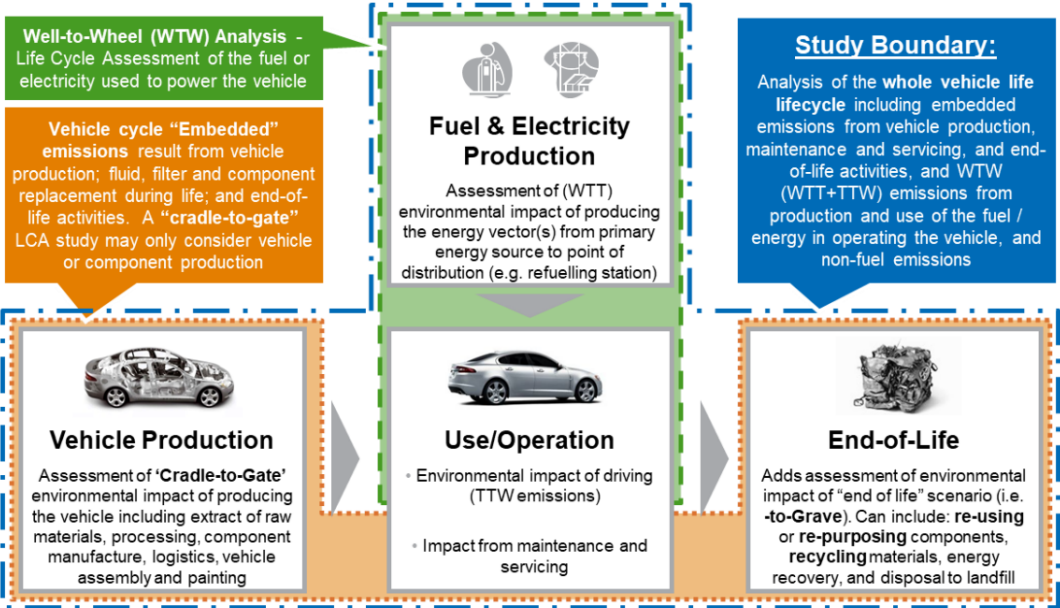 Well-to-Wheel (WTW) Analysis -
Life Cycle Assessment of the fuel or
electricity used to power the vehicle
Vehicle cycle “Embedded”
emissions result from vehicle
production; fluid, filter and component
replacement during life; and end-of-
life activities. A “cradle-to-gate”
LCA study may only consider vehicle
or component production
Fuel & Electricity
Production
Assessment of (WTT)
environmental impact of producing
the energy vector(s) from primary
energy source to point of
distribution (e.g. refuelling station)
Study Boundary:
Analysis of the whole vehicle life
lifecycle including embedded
emissions from vehicle production,
maintenance and servicing, and end-
of-life activities, and WTW
(WTT+TTW) emissions from
production and use of the fuel /
energy in operating the vehicle, and
non-fuel emissions
Vehicle Production
Assessment of ‘Cradle-to-Gate’
environmental impact of producing
the vehicle including extract of raw
materials, processing, component
manufacture, logistics, vehicle
assembly and painting
Use/Operation
• Environmental impact of driving
(TTW emissions)
• Impact from maintenance and
servicing
End-of-Life
Adds assessment of environmental
impact of “end of life” scenario (i.e.
-to-Grave). Can include: re-using
or re-purposing components,
recycling materials, energy
recovery, and disposal to landfill